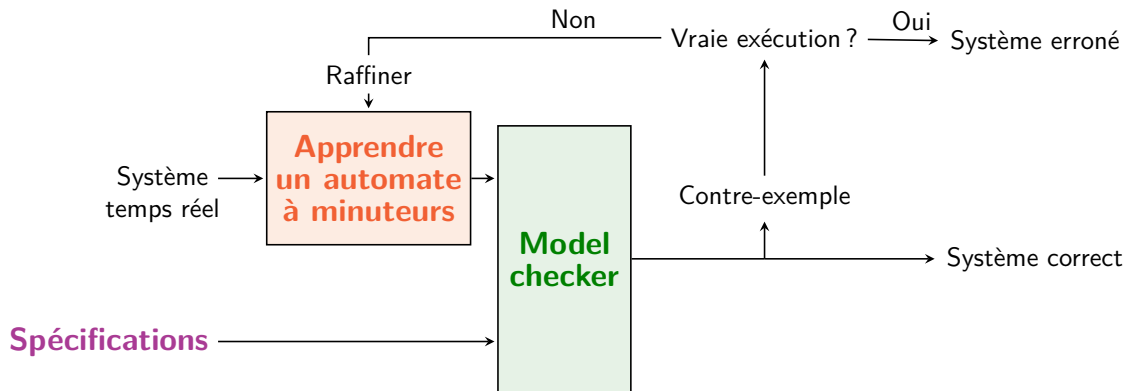 Non
Vraie exécution ?
Oui
Système erroné
Raffiner
Apprendre
un automate
à minuteurs
Système
temps réel
Contre-exemple
Model
checker
Système correct
Spécifications